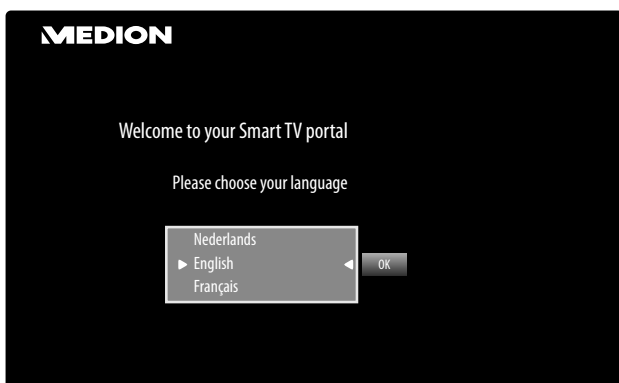 MEDION
Welcome to your Smart TV portal
Please choose your language
Nederlands
English
OK
Français